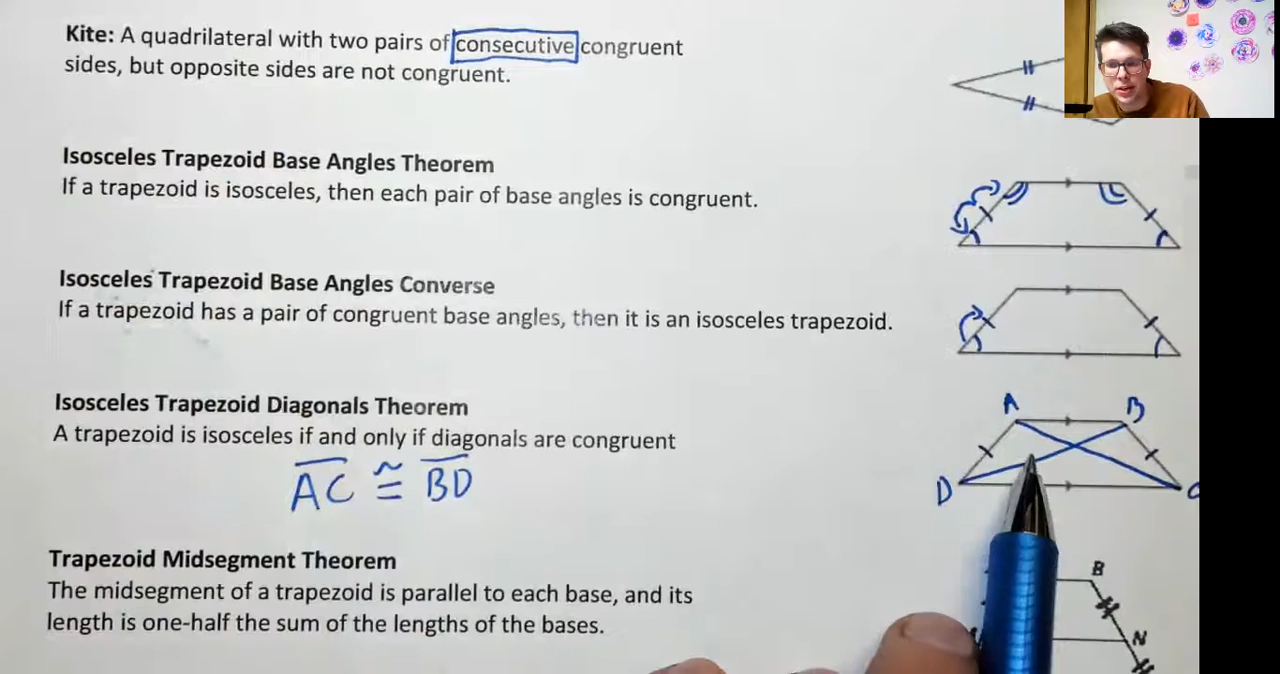 Kite: A quadrilateral with two pairs of consecutive congruent
sides, but opposite sides are not congruent.
Isosceles Trapezoid Base Angles Theorem
If a trapezoid is isosceles, then each pair of base angles is congruent.
Isosceles Trapezoid Base Angles Converse
If a trapezoid has a pair of congruent base angles, then it is an isosceles trapezoid.
Isosceles Trapezoid Diagonals Theorem
A trapezoid is isosceles if and only if diagonals are congruent
AC ≅ BD
A B
D C
Trapezoid Midsegment Theorem
The midsegment of a trapezoid is parallel to each base, and its
length is one-half the sum of the lengths of the bases.
B
N